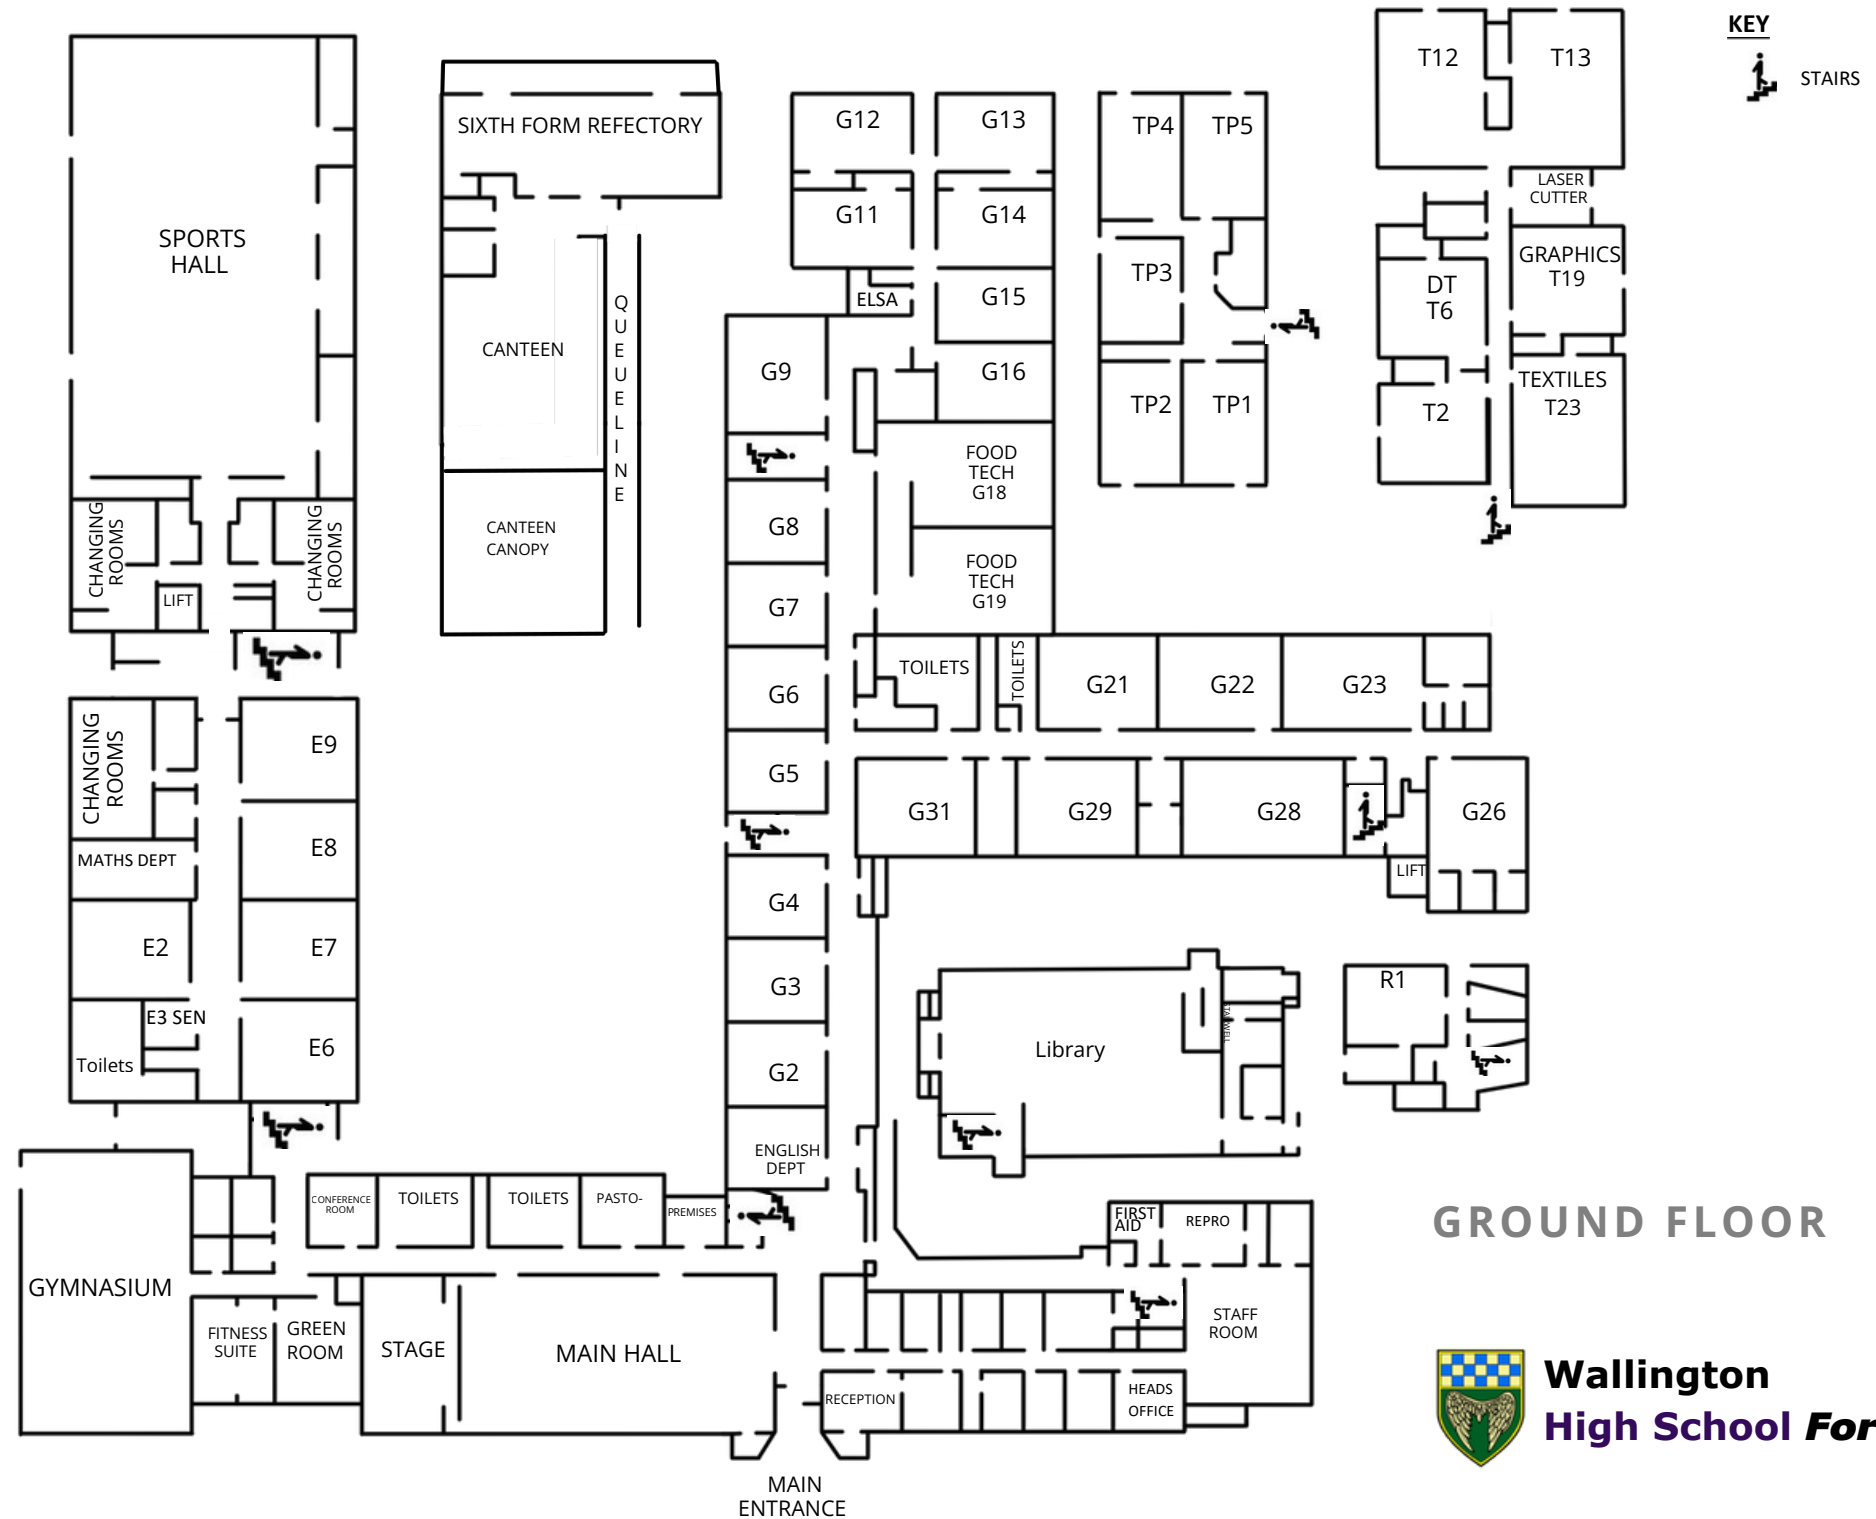 KEY
STAIRS
T12
T13
LASER
CUTTER
GRAPHICS
T19
DT
T6
TEXTILES
T23
T2
SPORTS
HALL
SIXTH FORM REFECTORY
CANTEEN
QUEUELINE
CANTEEN
CANOPY
CHANGING
ROOMS
CHANGING
ROOMS
LIFT
G12
G13
G11
G14
ELSA
G15
G9
G16
TP4
TP5
TP3
TP2
TP1
FOOD
TECH
G18
FOOD
TECH
G19
G8
G7
G6
G5
TOILETS
TOILETS
G21
G22
G23
G31
G29
G28
G26
LIFT
CHANGING
ROOMS
E9
E8
MATHS DEPT
E2
E7
E3 SEN
E6
Toilets
G4
G3
G2
ENGLISH
DEPT
Library
STAIRWELL
R1
CONFERENCE
ROOM
TOILETS
TOILETS
PASTO-
PREMISES
FIRST
AID
REPRO
GYMNASIUM
FITNESS
SUITE
GREEN
ROOM
STAGE
MAIN HALL
RECEPTION
STAFF
ROOM
HEADS
OFFICE
MAIN
ENTRANCE
GROUND FLOOR
Wallington
High School For